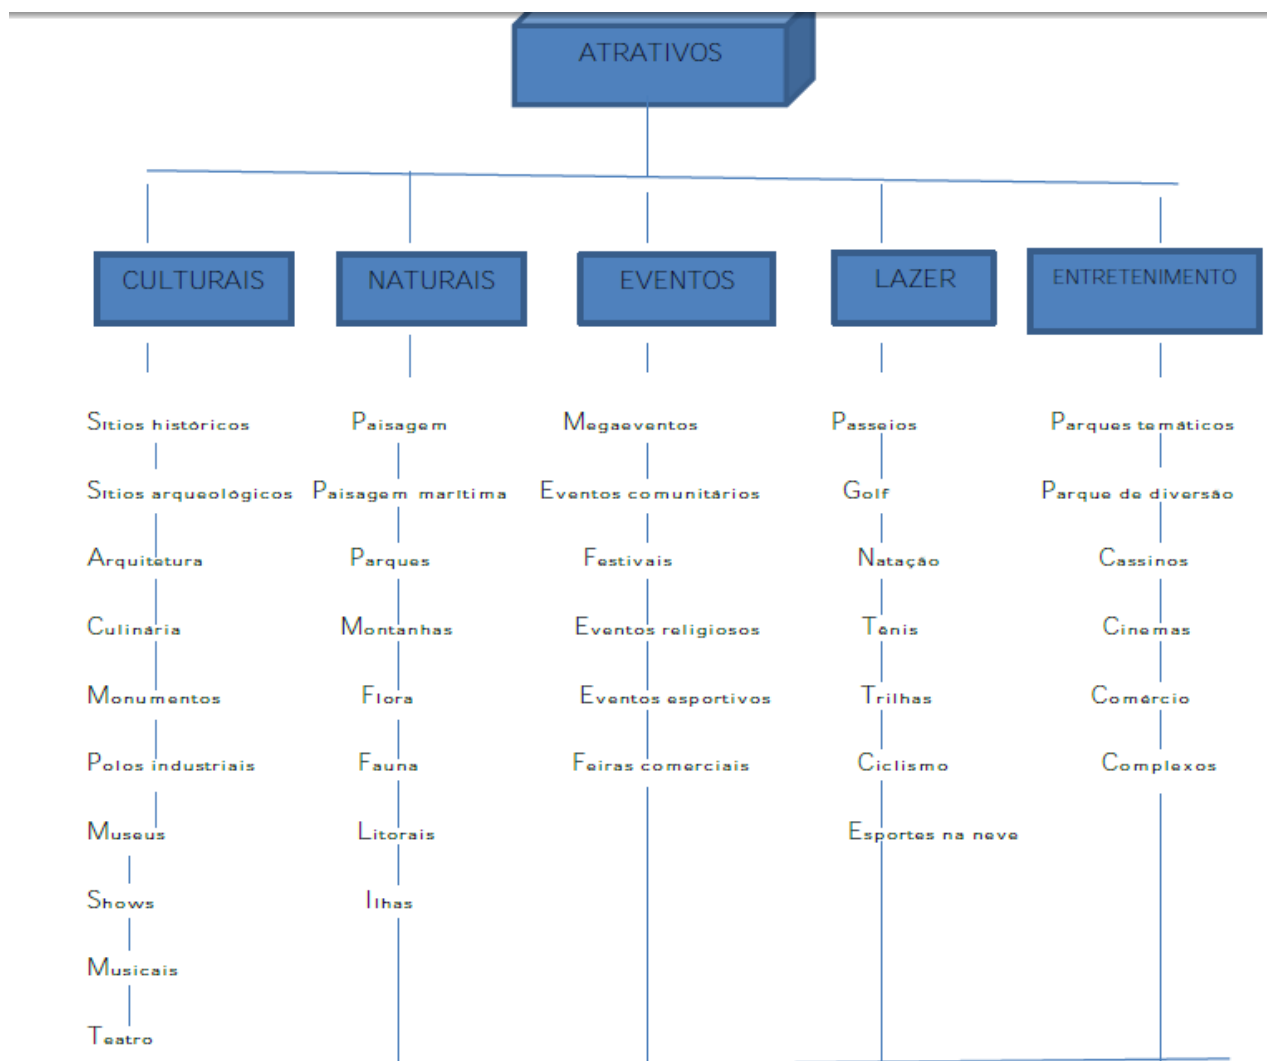 ATRATIVOS
CULTURAIS
NATURAIS
EVENTOS
LAZER
ENTRETENIMENTO
Sítios históricos
Sítios arqueológicos
Arquitetura
Culinária
Monumentos
Polos industriais
Museus
Shows
Musicais
Teatro
Paisagem
Paisagem marítima
Parques
Montanhas
Flora
Fauna
Litorais
Ilhas
Megaeventos
Eventos comunitários
Festivais
Eventos religiosos
Eventos esportivos
Feiras comerciais
Passeios
Golf
Natação
Tênis
Trilhas
Ciclismo
Esportes na neve
Parques temáticos
Parque de diversão
Cassinos
Cinemas
Comércio
Complexos